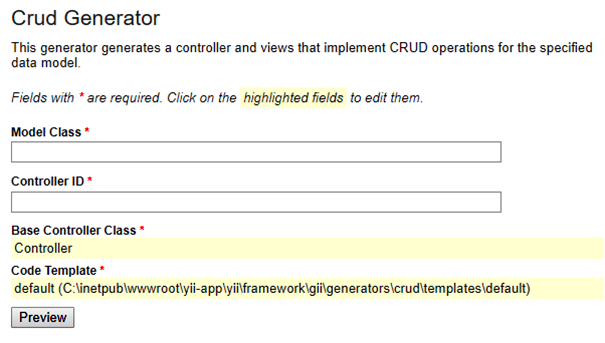 Crud Generator
This generator generates a controller and views that implement CRUD operations for the specified
data model.
Fields with * are required. Click on the highlighted fields to edit them.
Model Class *
Controller ID *
Base Controller Class *
Controller
Code Template *
default (C:\inetpub\wwwroot\yii-app\yii\framework\gii\generators\crud\templates\default)
Preview